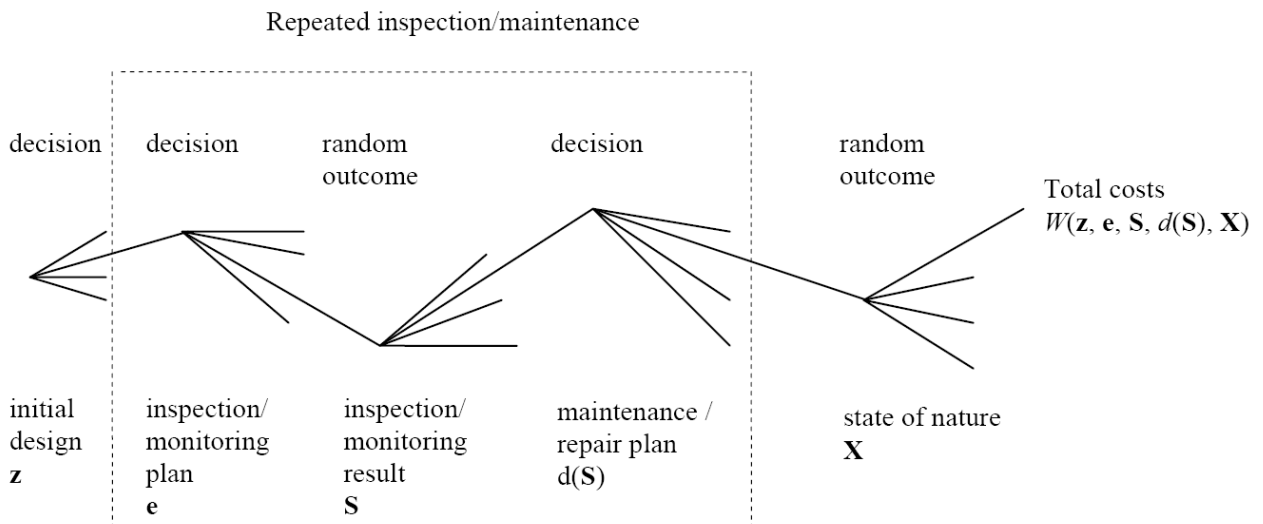 Repeated inspection/maintenance
decision
decision
random
outcome
decision
random
outcome
Total costs
W(z, e, S, d(S), X)
initial
design
z
inspection/
monitoring
plan
e
inspection/
monitoring
result
S
maintenance /
repair plan
d(S)
state of nature
X